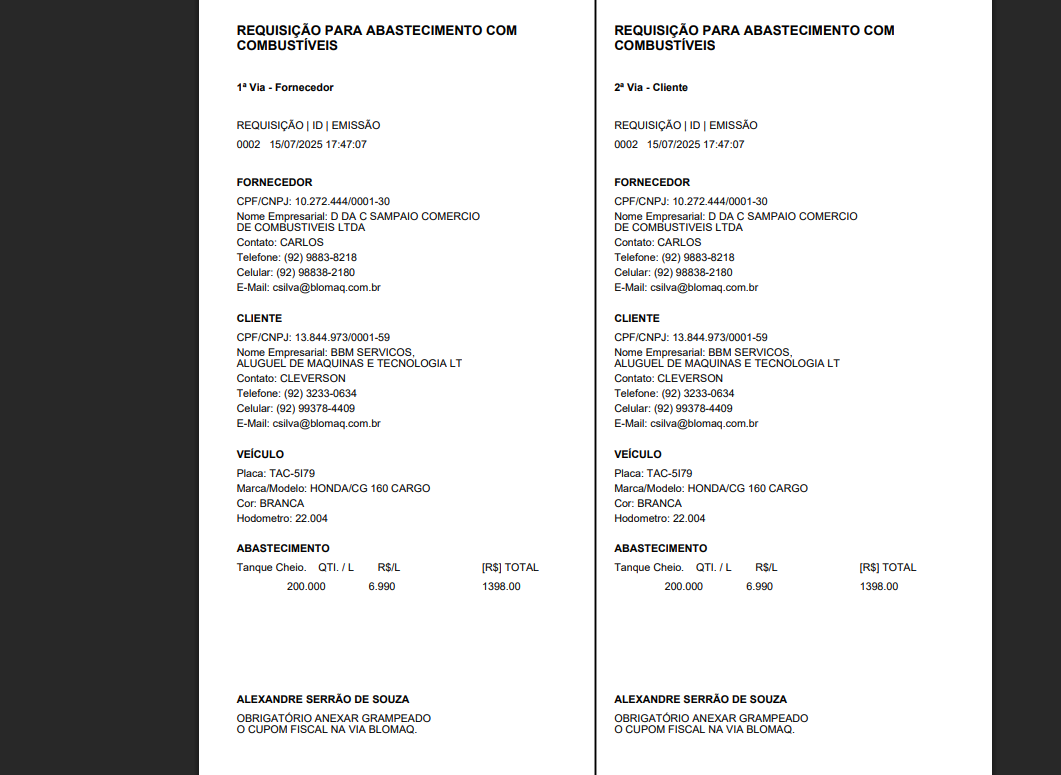 REQUISIÇÃO PARA ABASTECIMENTO COM
COMBUSTÍVEIS
1ª Via - Fornecedor
REQUISIÇÃO | ID | EMISSÃO
0002 15/07/2025 17:47:07
FORNECEDOR
CPF/CNPJ: 10.272.444/0001-30
Nome Empresarial: D DA C SAMPAIO COMERCIO
DE COMBUSTIVEIS LTDA
Contato: CARLOS
Telefone: (92) 9883-8218
Celular: (92) 98838-2180
E-Mail: csilva@blomaq.com.br
CLIENTE
CPF/CNPJ: 13.844.973/0001-59
Nome Empresarial: BBM SERVICOS,
ALUGUEL DE MAQUINAS E TECNOLOGIA LT
Contato: CLEVERSON
Telefone: (92) 3233-0634
Celular: (92) 99378-4409
E-Mail: csilva@blomaq.com.br
VEÍCULO
Placa: TAC-5I79
Marca/Modelo: HONDA/CG 160 CARGO
Cor: BRANCA
Hodometro: 22.004
ABASTECIMENTO
Tanque Cheio. QTI. / L R$/L [R$] TOTAL
200.000 6.990 1398.00
ALEXANDRE SERRÃO DE SOUZA
OBRIGATÓRIO ANEXAR GRAMPEADO
O CUPOM FISCAL NA VIA BLOMAQ.
REQUISIÇÃO PARA ABASTECIMENTO COM
COMBUSTÍVEIS
2ª Via - Cliente
REQUISIÇÃO | ID | EMISSÃO
0002 15/07/2025 17:47:07
FORNECEDOR
CPF/CNPJ: 10.272.444/0001-30
Nome Empresarial: D DA C SAMPAIO COMERCIO
DE COMBUSTIVEIS LTDA
Contato: CARLOS
Telefone: (92) 9883-8218
Celular: (92) 98838-2180
E-Mail: csilva@blomaq.com.br
CLIENTE
CPF/CNPJ: 13.844.973/0001-59
Nome Empresarial: BBM SERVICOS,
ALUGUEL DE MAQUINAS E TECNOLOGIA LT
Contato: CLEVERSON
Telefone: (92) 3233-0634
Celular: (92) 99378-4409
E-Mail: csilva@blomaq.com.br
VEÍCULO
Placa: TAC-5I79
Marca/Modelo: HONDA/CG 160 CARGO
Cor: BRANCA
Hodometro: 22.004
ABASTECIMENTO
Tanque Cheio. QTI. / L R$/L [R$] TOTAL
200.000 6.990 1398.00
ALEXANDRE SERRÃO DE SOUZA
OBRIGATÓRIO ANEXAR GRAMPEADO
O CUPOM FISCAL NA VIA BLOMAQ.